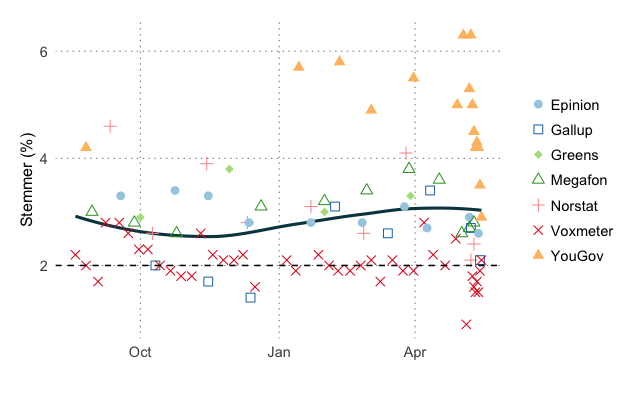 6
4
2
Stemmer (%)
Oct
Jan
Apr
Epinion
Gallup
Greens
Megafon
Norstat
Voxmeter
YouGov